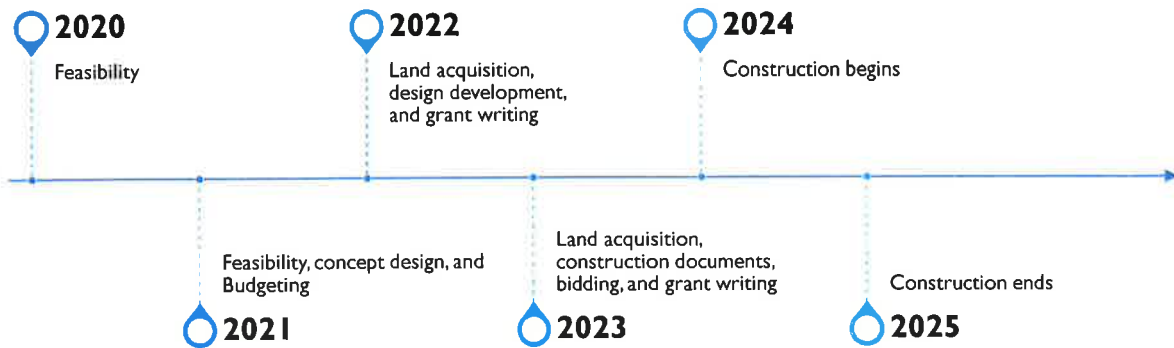 2020
Feasibility
2022
Land acquisition,
design development,
and grant writing
2024
Construction begins
Feasibility, concept design, and
Budgeting
2021
Land acquisition,
construction documents,
bidding, and grant writing
2023
Construction ends
2025